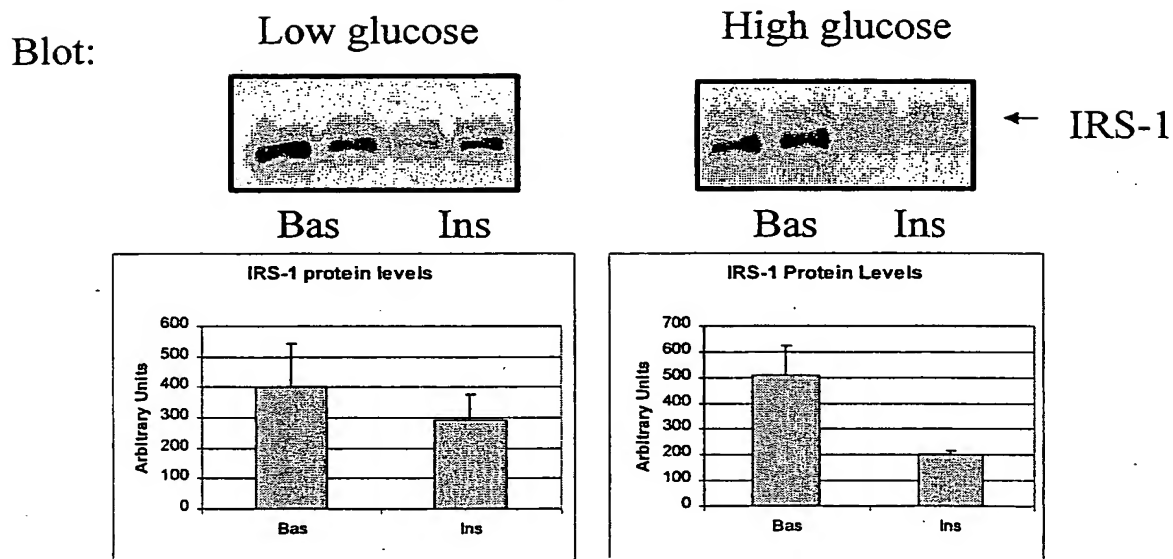 Blot:
Low glucose
High glucose
← IRS-1
Bas Ins
Bas Ins
IRS-1 protein levels
600
500
400
300
200
100
0
Arbitrary Units
Bas Ins
IRS-1 Protein Levels
700
600
500
400
300
200
100
0
Arbitrary Units
Bas Ins